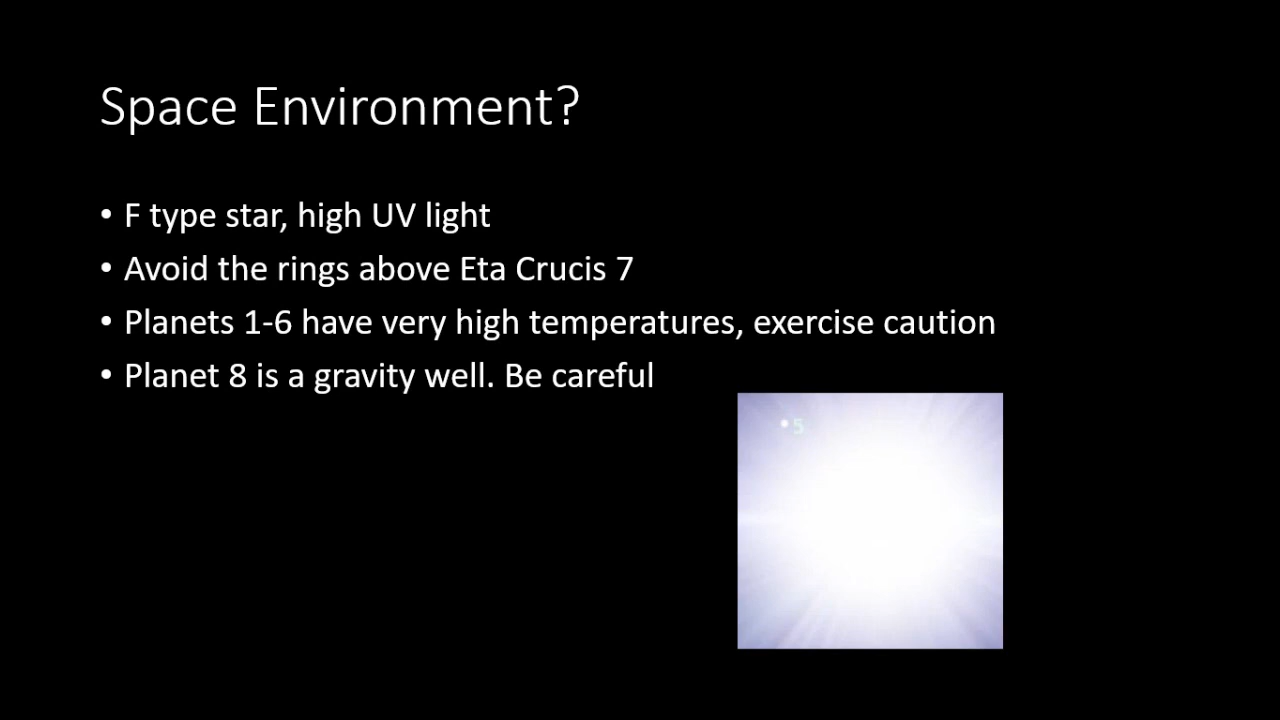 Space Environment?
• F type star, high UV light
• Avoid the rings above Eta Crucis 7
• Planets 1-6 have very high temperatures, exercise caution
• Planet 8 is a gravity well. Be careful
5